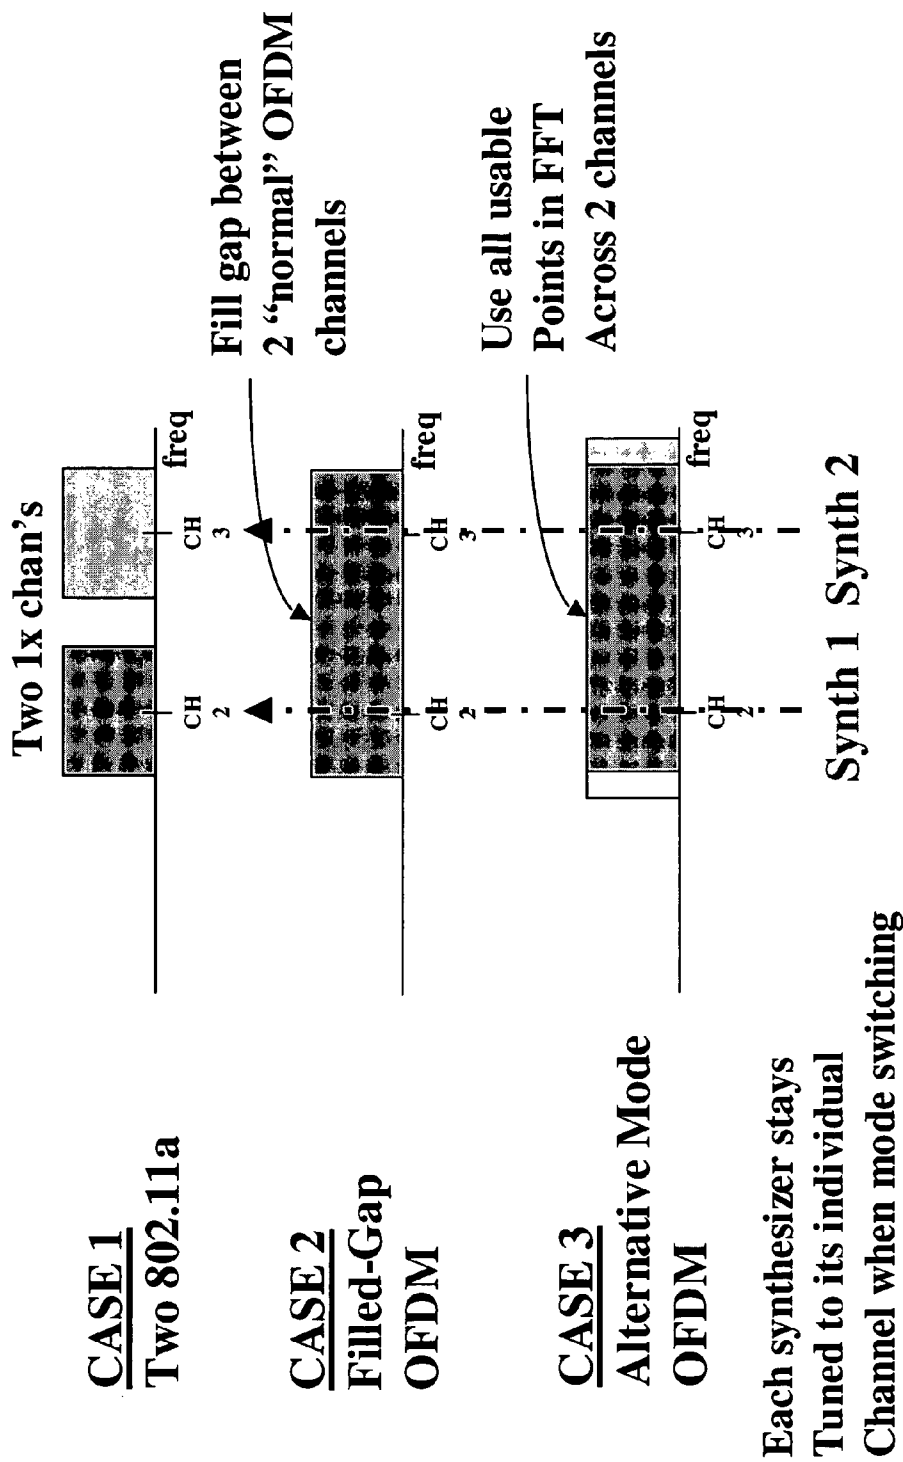 CASE 1
Two 802.11a
Two 1x chan's
CH
2
CH
3
freq
CASE 2
Filled-Gap
OFDM
CH
2
CH
3
freq
Fill gap between
2 “normal” OFDM
channels
CASE 3
Alternative Mode
OFDM
CH
2
CH
3
freq
Use all usable
Points in FFT
Across 2 channels
Synth 1 Synth 2
Each synthesizer stays
Tuned to its individual
Channel when mode switching